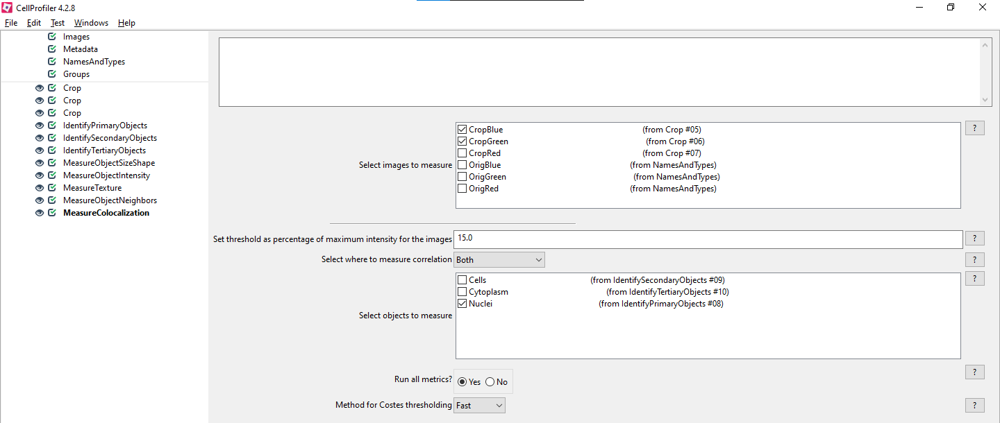 CellProfiler 4.2.8
File Edit Test Windows Help
Images
Metadata
NamesAndTypes
Groups
Crop
Crop
Crop
IdentifyPrimaryObjects
IdentifySecondaryObjects
IdentifyTertiaryObjects
MeasureObjectSizeShape
MeasureObjectIntensity
MeasureTexture
MeasureObjectNeighbors
MeasureColocalization
Select images to measure
CropBlue (from Crop #05)
CropGreen (from Crop #06)
CropRed (from Crop #07)
OrigBlue (from NamesAndTypes)
OrigGreen (from NamesAndTypes)
OrigRed (from NamesAndTypes)
?
Set threshold as percentage of maximum intensity for the images 15.0 ?
Select where to measure correlation Both ?
Select objects to measure
Cells (from IdentifySecondaryObjects #09)
Cytoplasm (from IdentifyTertiaryObjects #10)
Nuclei (from IdentifyPrimaryObjects #08)
?
Run all metrics? Yes No ?
Method for Costes thresholding Fast ?